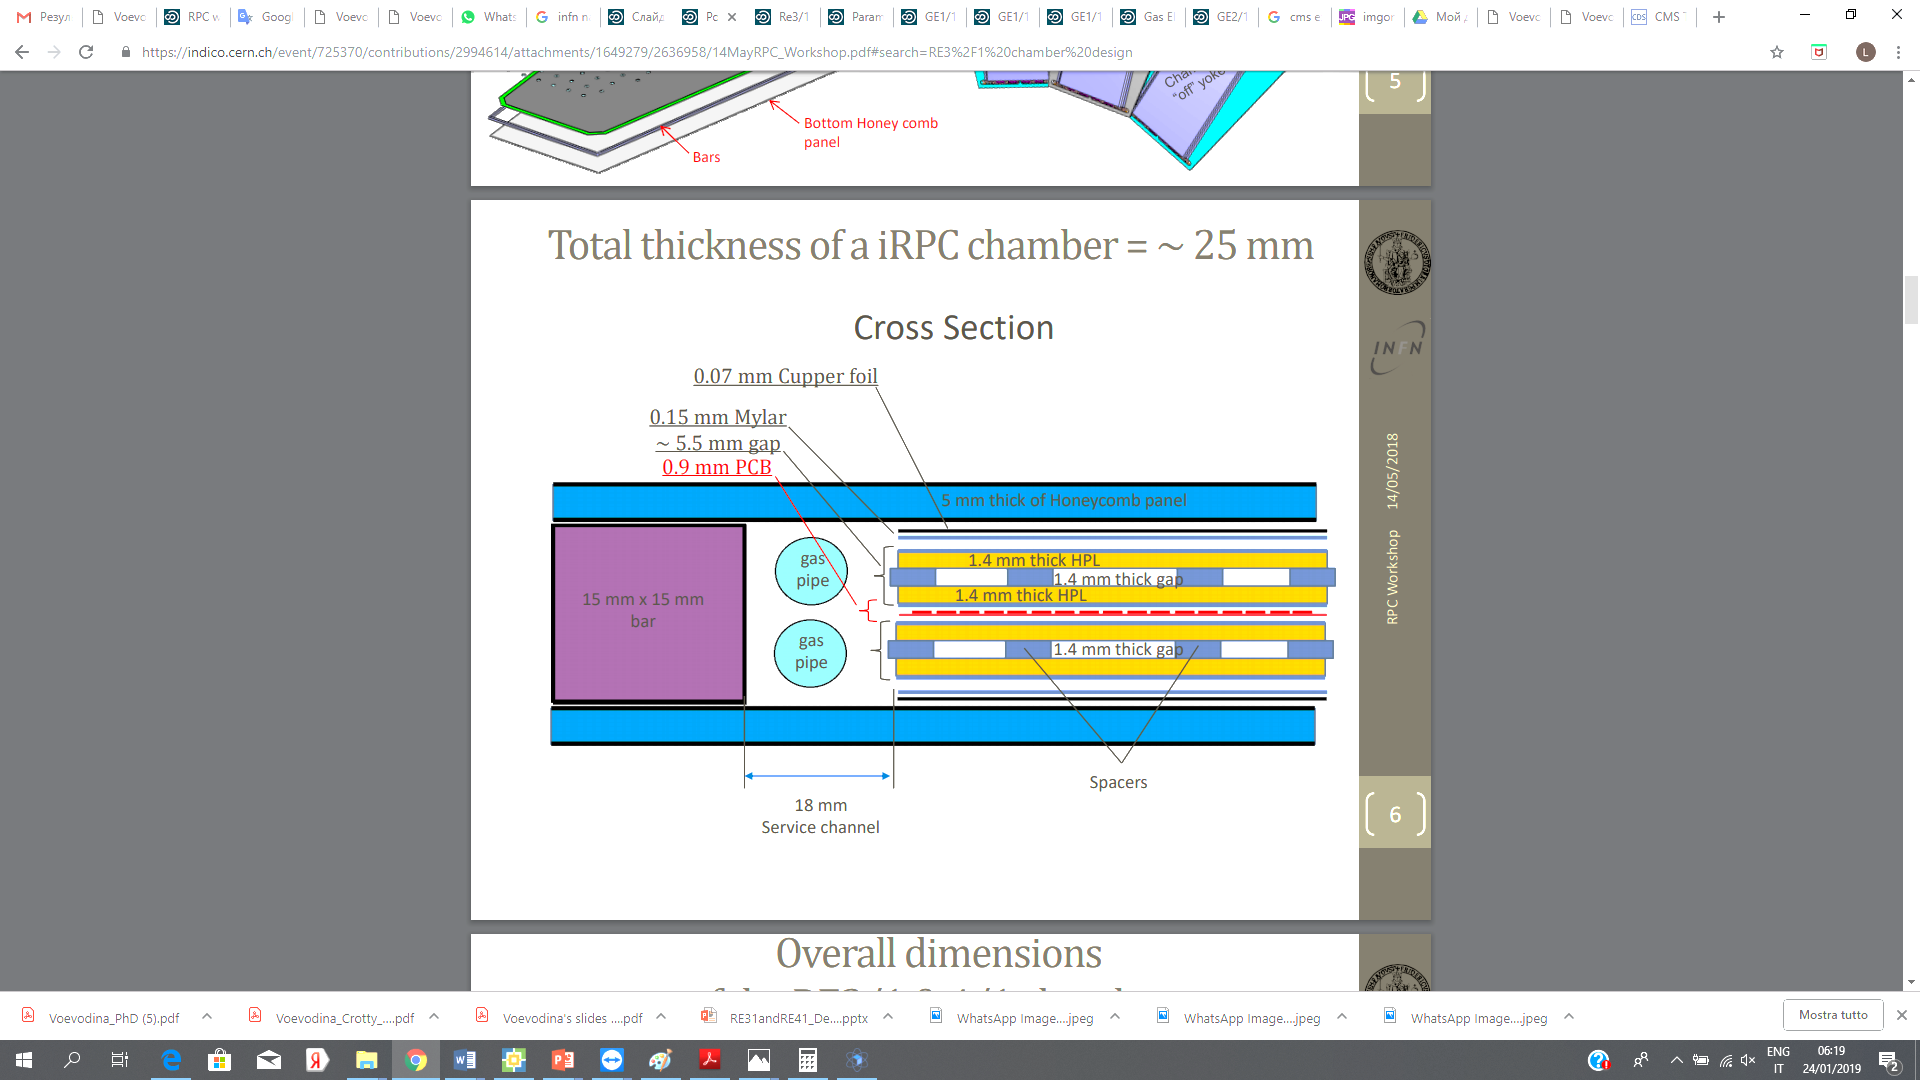 Резул
Voevc
RPC w
Googl
Voevc
Voevc
Whats
infn n
Слайд
Pc
Re3/1
Param
GE1/1
GE1/1
GE1/1
Gas El
GE2/1
cms e
imgor
Мой д
Voevc
Voevc
CMS T
https://indico.cern.ch/event/725370/contributions/2994614/attachments/1649279/2636958/14MayRPC_Workshop.pdf#search=RE3%2F1%20chamber%20design
L
Cha
"off" yoke
5
Bottom Honey comb
panel
Bars
Total thickness of a iRPC chamber = ~ 25 mm
Cross Section
INFN
0.07 mm Cupper foil
0.15 mm Mylar
~ 5.5 mm gap
0.9 mm PCB
5 mm thick of Honeycomb panel
gas
pipe
1.4 mm thick HPL
1.4 mm thick gap
1.4 mm thick HPL
15 mm x 15 mm
bar
gas
pipe
1.4 mm thick gap
Spacers
18 mm
Service channel
RPC Workshop 14/05/2018
6
Overall dimensions
Voevodina_PhD (5).pdf
Voevodina_Crotty_....pdf
Voevodina's slides ....pdf
RE31andRE41_De....pptx
WhatsApp Image....jpeg
WhatsApp Image....jpeg
WhatsApp Image....jpeg
Mostra tutto
ENG
IT
06:19
24/01/2019
2